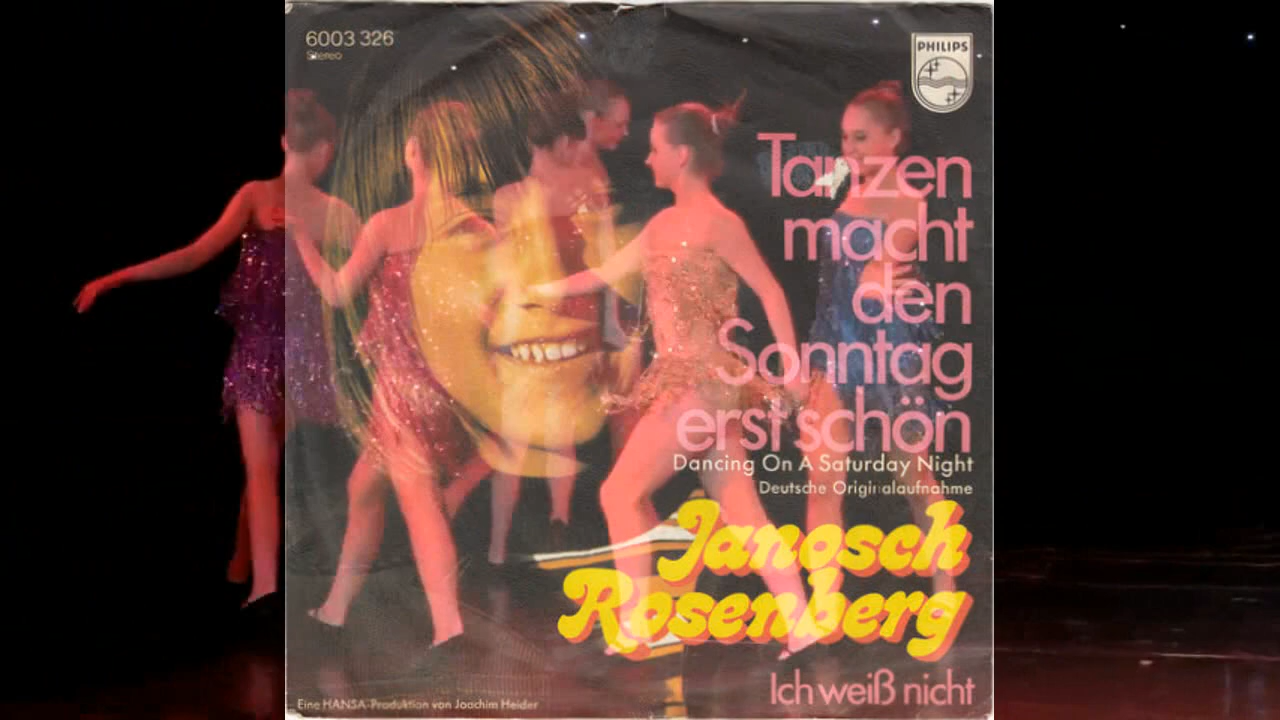 6003 326
Stereo
PHILIPS
Tanzen
macht
den
Sonntag
erst schön
Dancing On A Saturday Night
Deutsche Originalaufnahme
Janosch
Rosenberg
Ich weiß nicht
Eine HANSA-Produktion von Joachim Heider